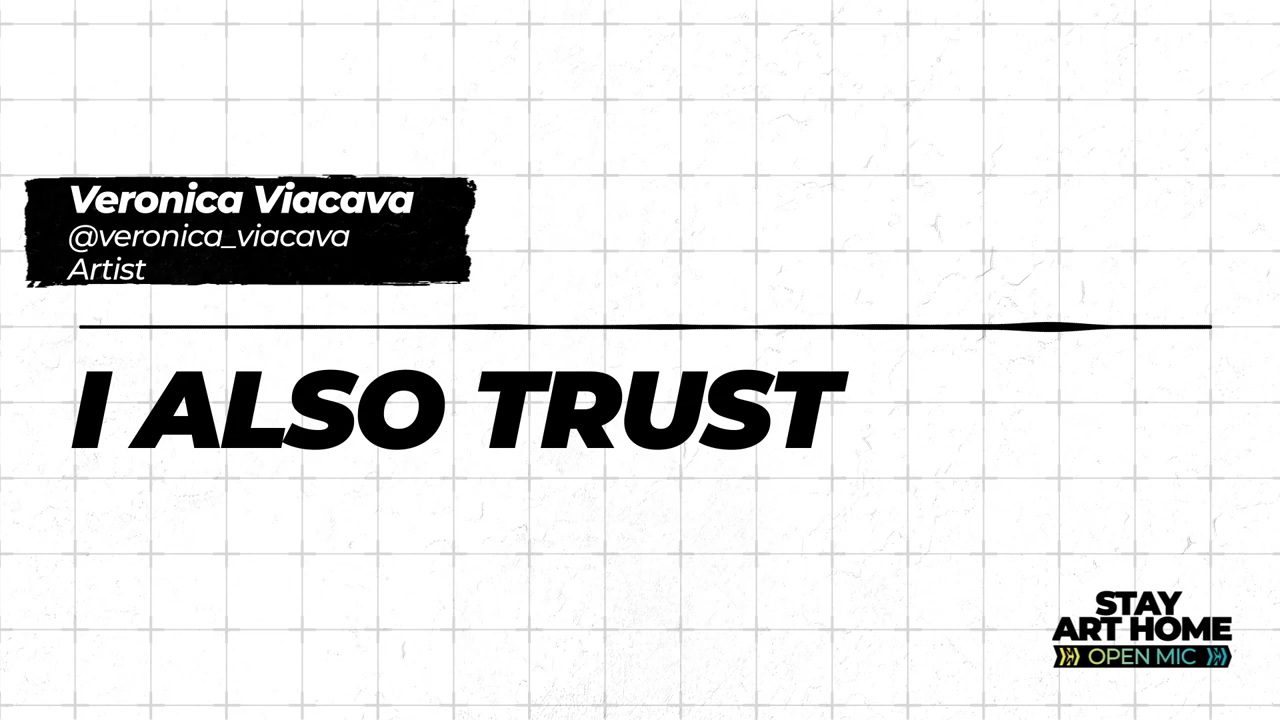 Veronica Viacava
@veronica_viacava
Artist
I ALSO TRUST
STAY
ART HOME
OPEN MIC